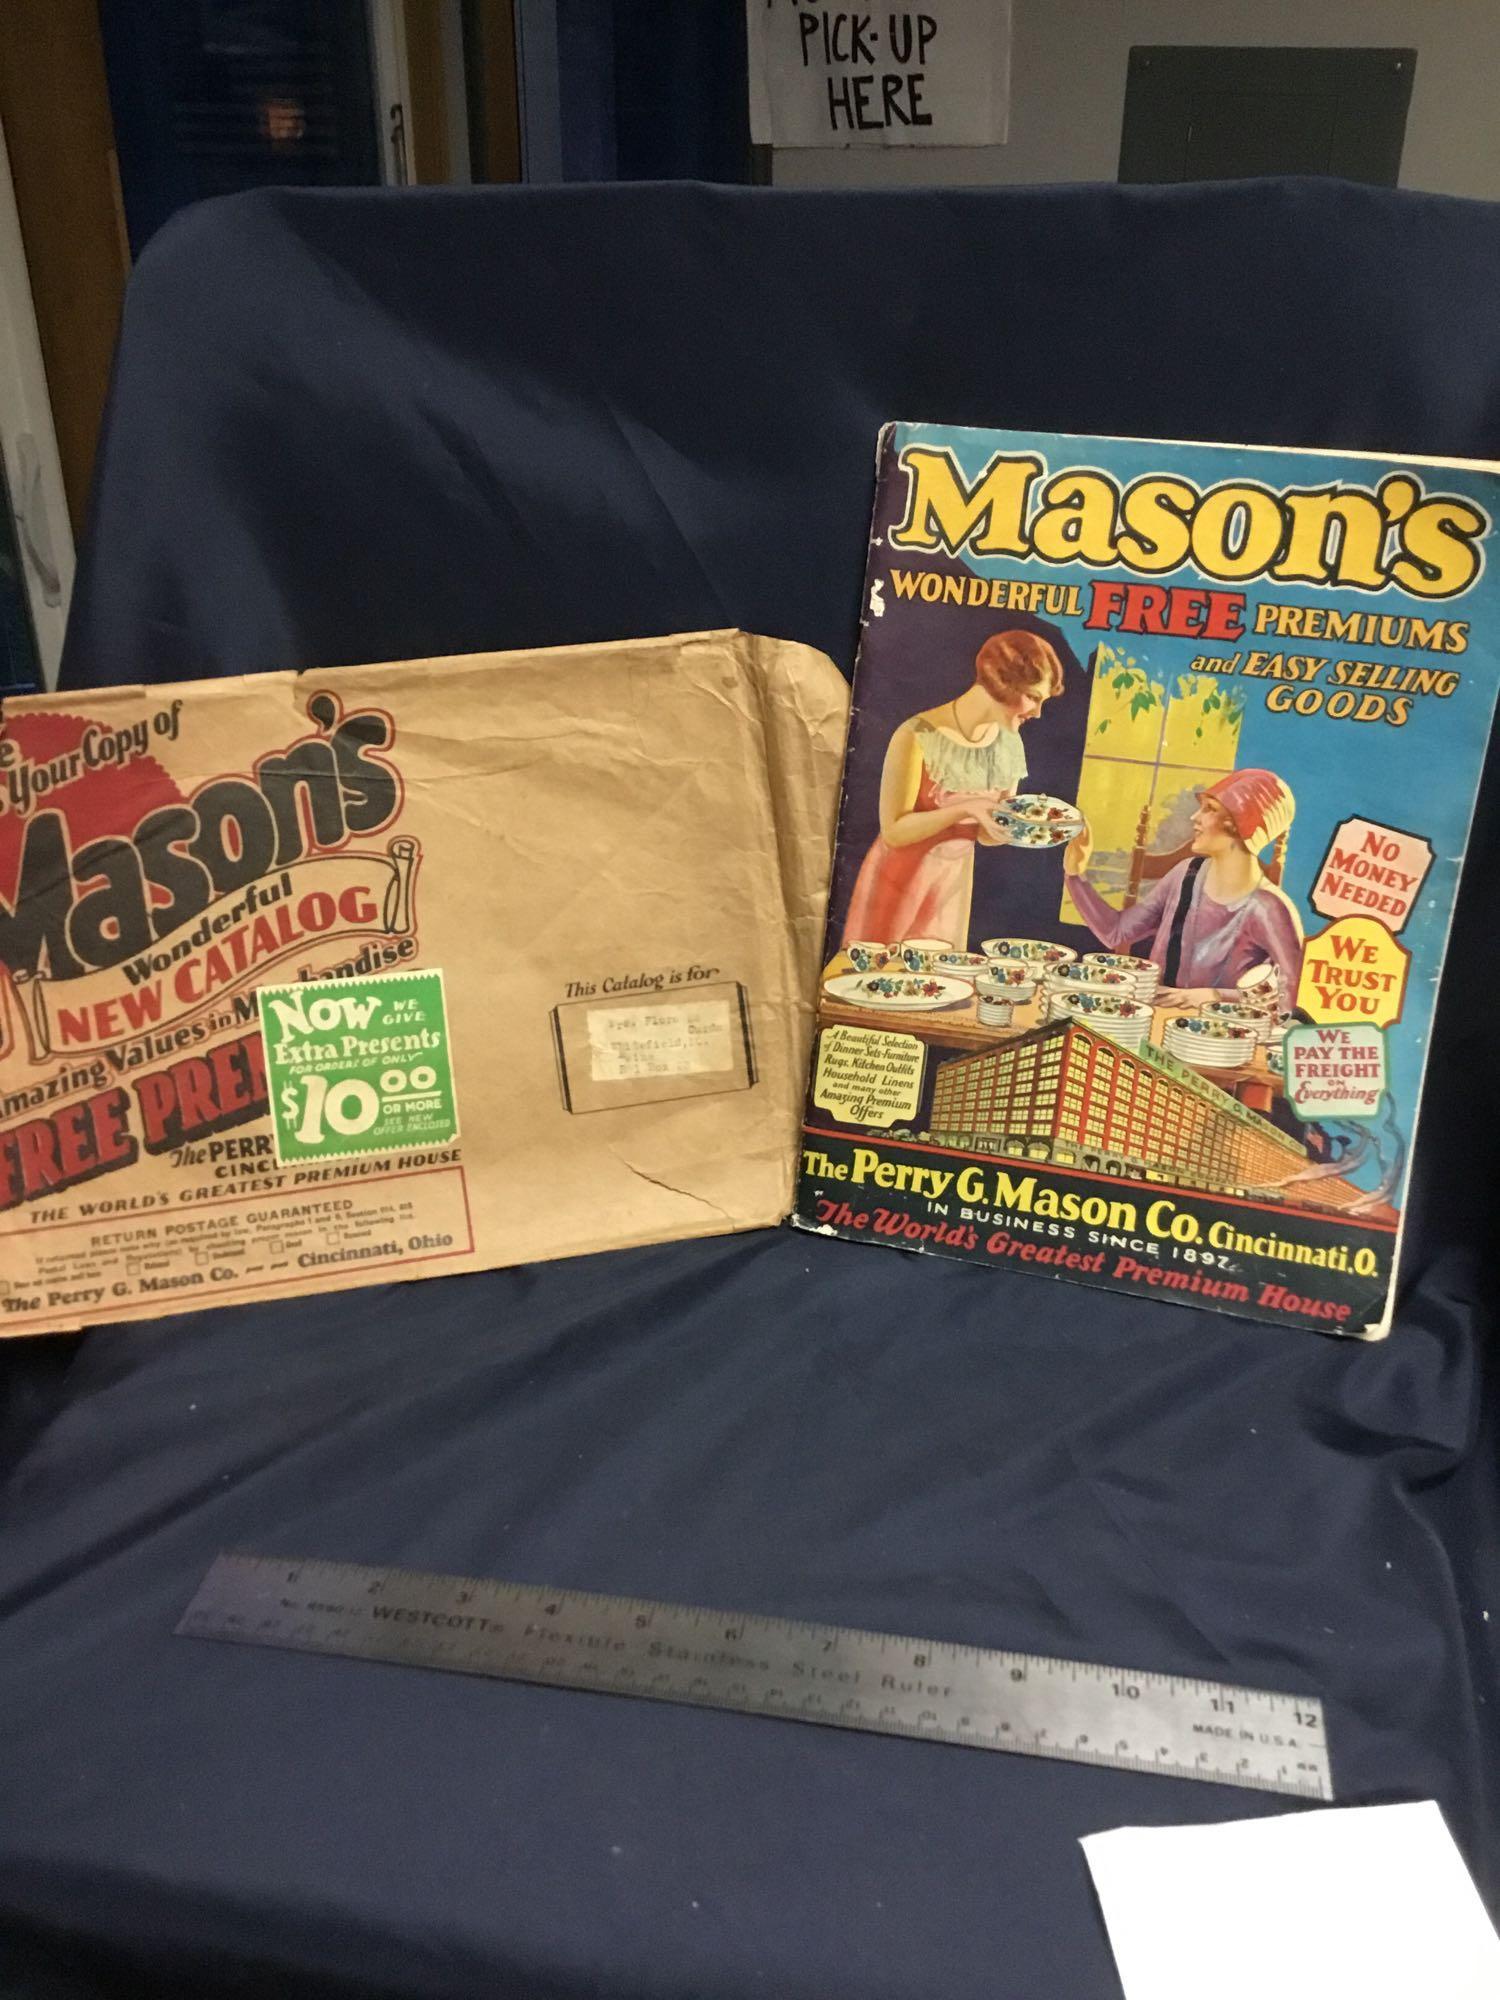 PICK-UP
HERE
Your Copy of
Mason's
Wonderful
NEW CATALOG
Amazing Values in
FREE
The PERRY
THE WORLD'S GREATEST PREMIUM HOUSE
RETURN POSTAGE GUARANTEED
The Perry G. Mason Co. Cincinnati, Ohio
NOW WE GIVE
Extra Presents
FOR ORDERS OF ONLY
$10.00
OR MORE
SEE NEW
OFFER ENCLOSED
This Catalog is for
Mason's
WONDERFUL FREE PREMIUMS
and EASY SELLING
GOODS
NO
MONEY
NEEDED
WE
TRUST
YOU
WE
PAY THE
FREIGHT
ON
Everything
A Beautiful Selection
of Dinner Sets-Furniture
Rugs, Kitchen Outfits
Household Linens
and many other
Amazing Premium
Offers
THE PERRY G. MASON CO.
The Perry G. Mason Co. Cincinnati, O.
IN BUSINESS SINCE 1897
The World's Greatest Premium House
1 2 3 4 5 6 7 8 9 10 11 12
WESTCOTT® Flexible Stainless Steel Ruler
MADE IN U.S.A.